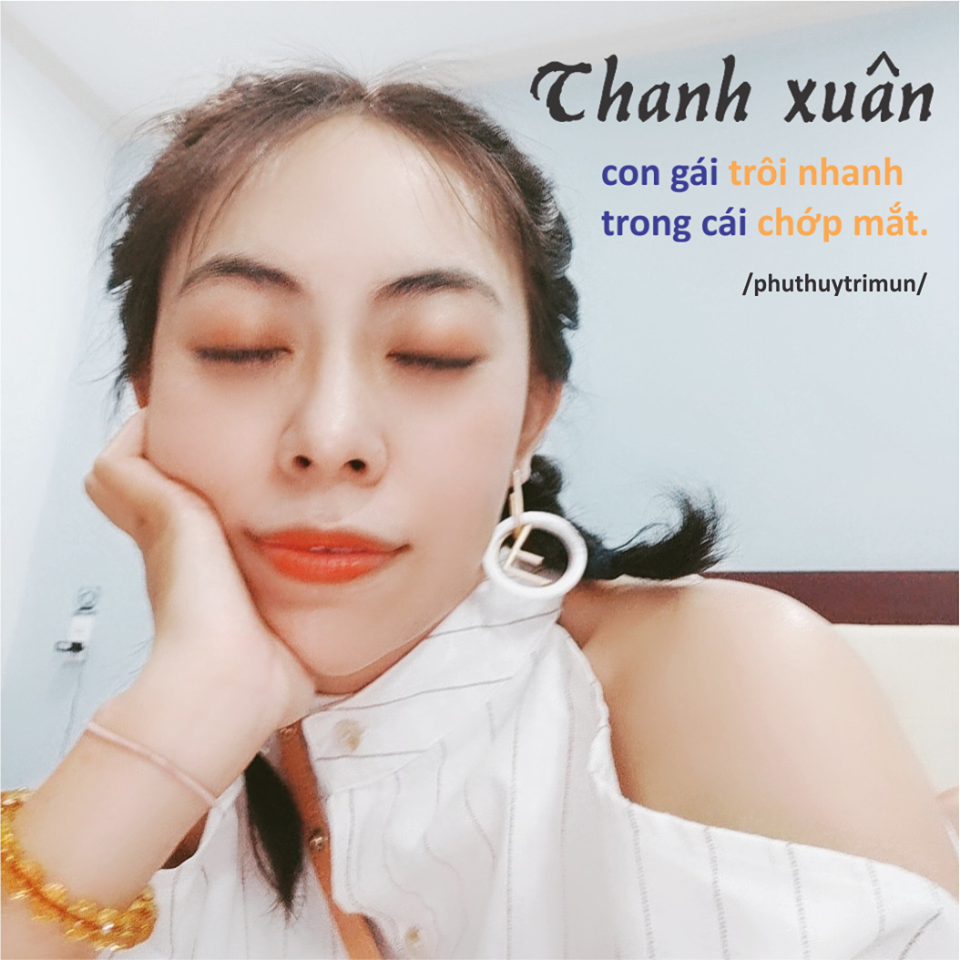 Thanh xuân
con gái trôi nhanh
trong cái chớp mắt.
/phuthuytrimun/